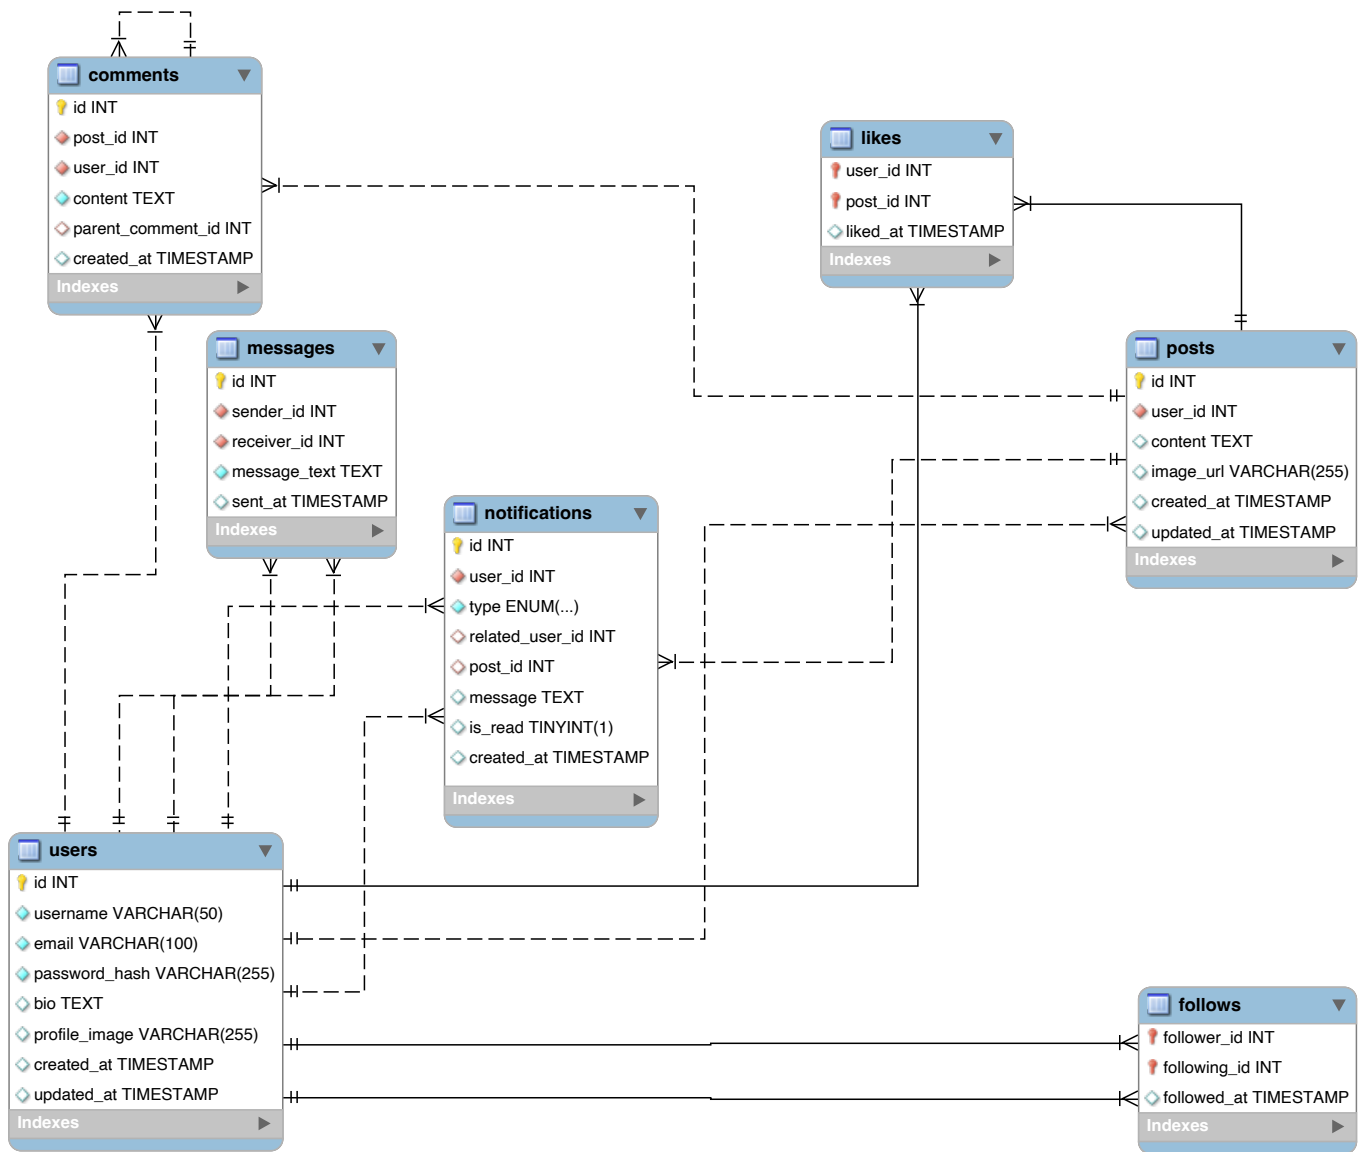 comments
id INT
post_id INT
user_id INT
content TEXT
parent_comment_id INT
created_at TIMESTAMP
Indexes
likes
user_id INT
post_id INT
liked_at TIMESTAMP
Indexes
messages
id INT
sender_id INT
receiver_id INT
message_text TEXT
sent_at TIMESTAMP
Indexes
posts
id INT
user_id INT
content TEXT
image_url VARCHAR(255)
created_at TIMESTAMP
updated_at TIMESTAMP
Indexes
notifications
id INT
user_id INT
type ENUM(...)
related_user_id INT
post_id INT
message TEXT
is_read TINYINT(1)
created_at TIMESTAMP
Indexes
users
id INT
username VARCHAR(50)
email VARCHAR(100)
password_hash VARCHAR(255)
bio TEXT
profile_image VARCHAR(255)
created_at TIMESTAMP
updated_at TIMESTAMP
Indexes
follows
follower_id INT
following_id INT
followed_at TIMESTAMP
Indexes